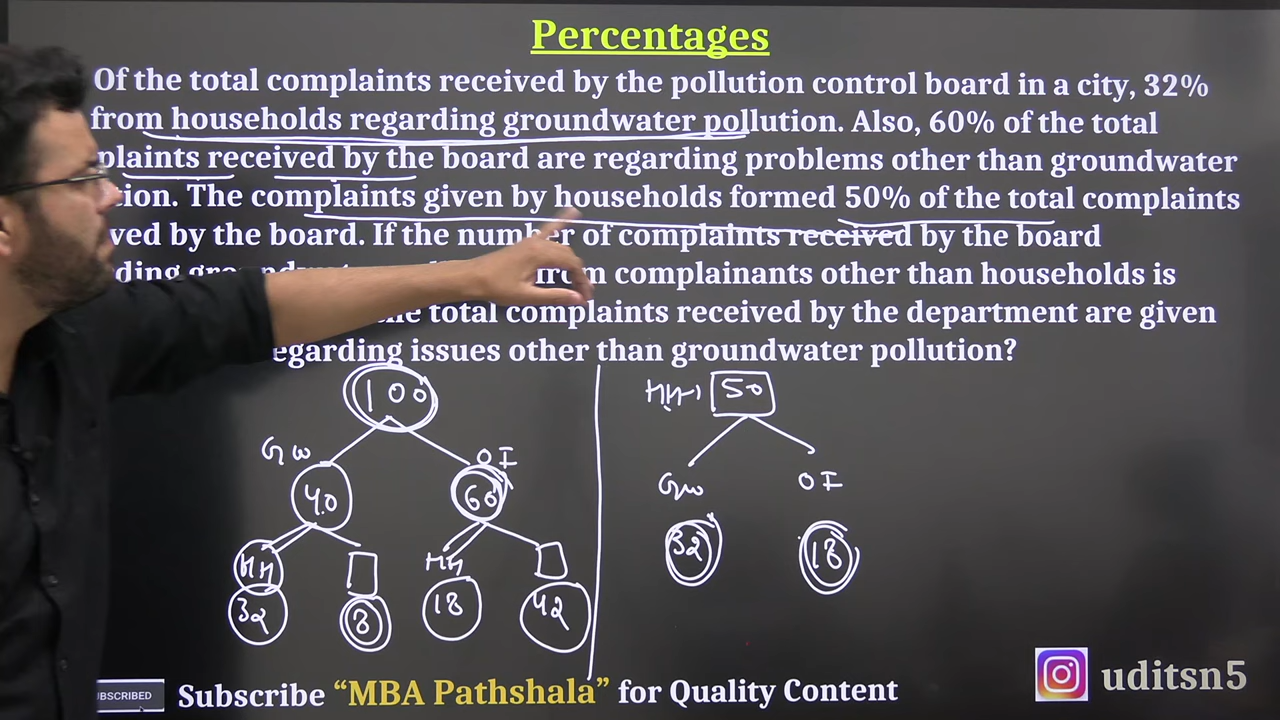 Percentages
Of the total complaints received by the pollution control board in a city, 32%
from households regarding groundwater pollution. Also, 60% of the total
plaints received by the board are regarding problems other than groundwater
tion. The complaints given by households formed 50% of the total complaints
ved by the board. If the number of complaints received by the board
ding from complainants other than households is
total complaints received by the department are given
egarding issues other than groundwater pollution?
100
HH 50
GW OI
40 60
GW OI
32 18
HH HH
32 8 18 42
UBSCRIBED
Subscribe “MBA Pathshala” for Quality Content
uditsn5